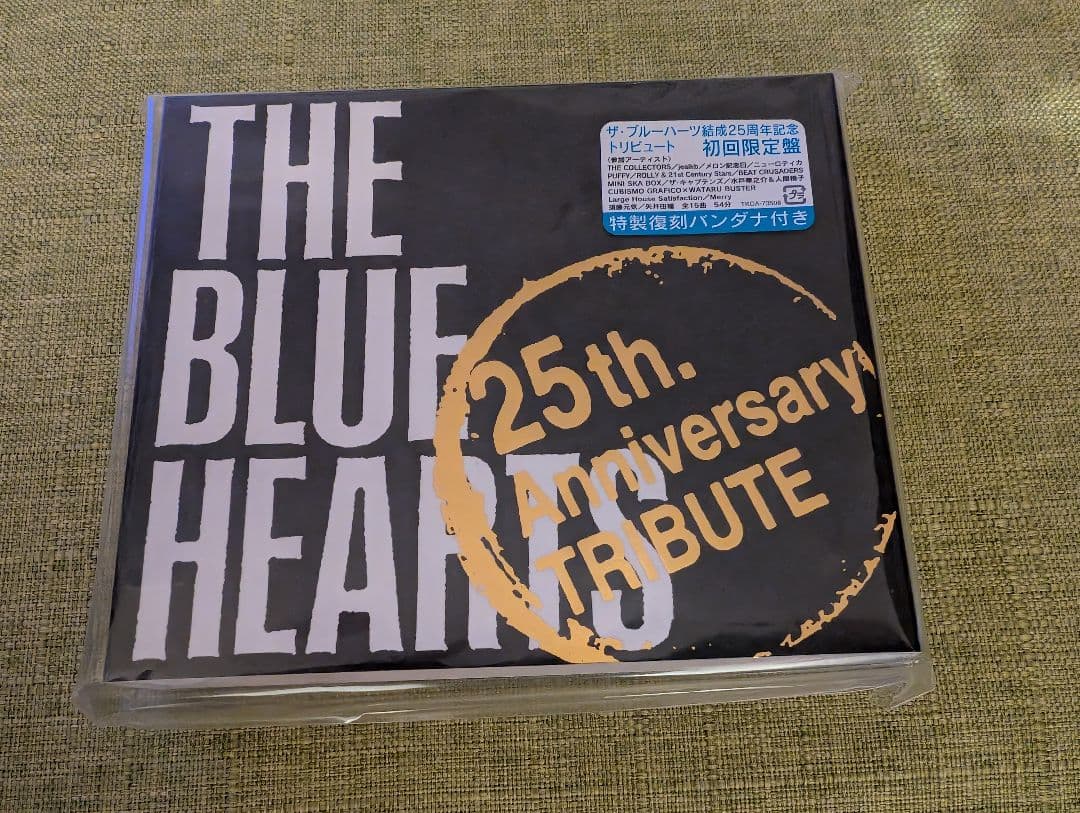 THE
BLUE
HEARTS
25th.
Anniversary
TRIBUTE
ザ・ブルーハーツ結成25周年記念
トリビュート 初回限定盤
(参加アーティスト)
THE COLLECTORS/jealkb/メロン記念日/ニューロティカ
PUFFY/ROLLY & 21st Century Stars/BEAT CRUSADERS
MINI SKA BOX/ザ・キャプテンズ/水戸華之介&人間椅子
CUBISMO GRAFICO×WATARU BUSTER
Large House Satisfaction/Merry
須藤元気/矢井田瞳 全15曲 54分 TKCA-73598
特製復刻バンダナ付き